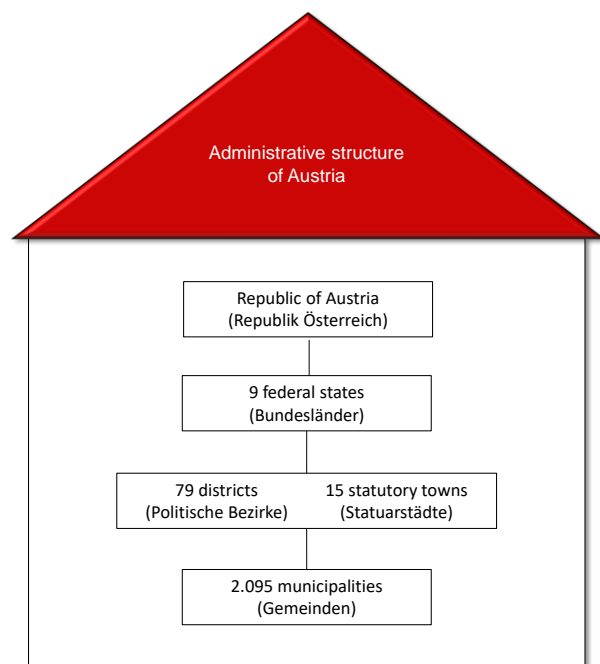 Administrative structure
of Austria
Republic of Austria
(Republik Österreich)
9 federal states
(Bundesländer)
79 districts
(Politische Bezirke)
15 statutory towns
(Statuarstädte)
2.095 municipalities
(Gemeinden)